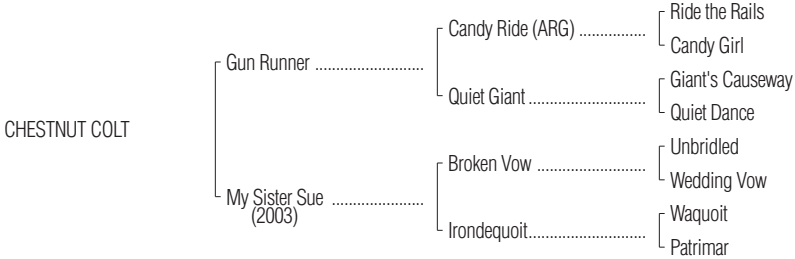 Ride the Rails
Candy Ride (ARG) ................
Candy Girl
Gun Runner ..........................
Giant's Causeway
Quiet Giant ............................
Quiet Dance
CHESTNUT COLT
Unbridled
Broken Vow ..........................
Wedding Vow
My Sister Sue ......................
(2003)
Waquoit
Irondequoit............................
Patrimar